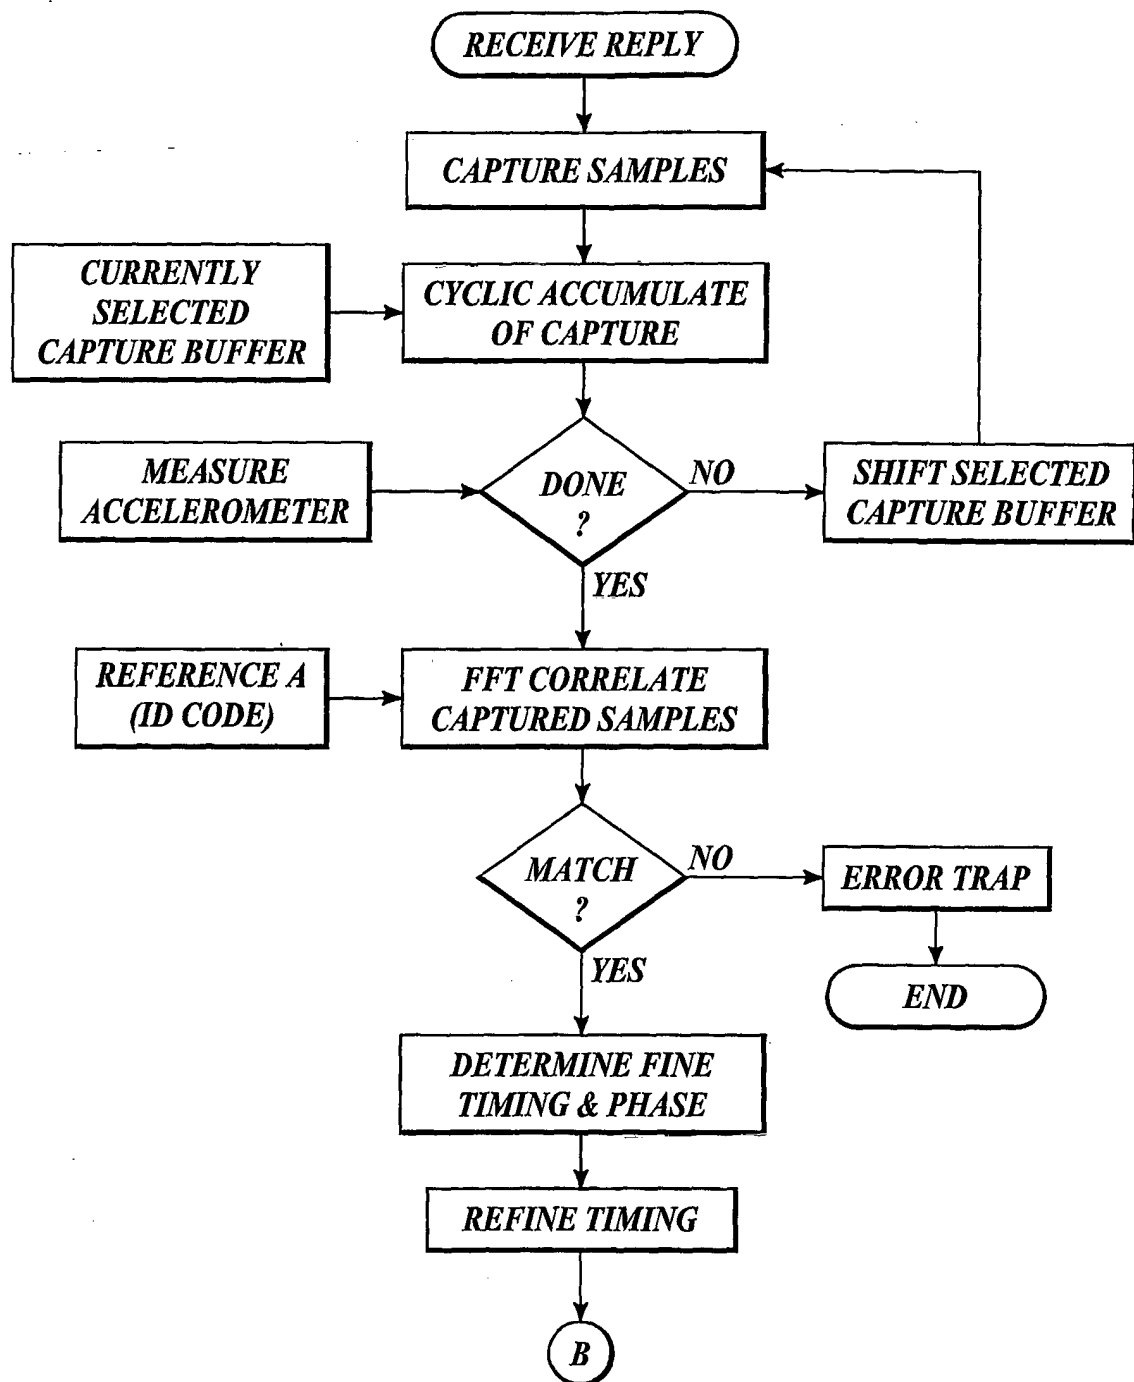 RECEIVE REPLY
CAPTURE SAMPLES
CURRENTLY
SELECTED
CAPTURE BUFFER
CYCLIC ACCUMULATE
OF CAPTURE
MEASURE
ACCELEROMETER
DONE
?
NO
SHIFT SELECTED
CAPTURE BUFFER
YES
REFERENCE A
(ID CODE)
FFT CORRELATE
CAPTURED SAMPLES
MATCH
?
NO
ERROR TRAP
YES
END
DETERMINE FINE
TIMING & PHASE
REFINE TIMING
B